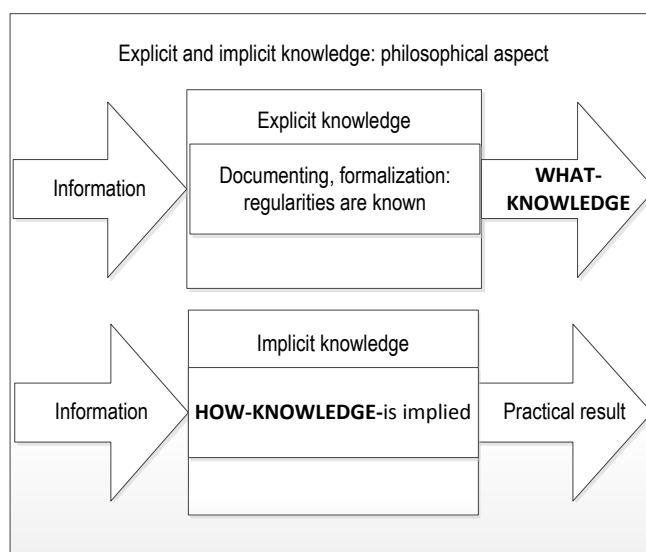 Explicit and implicit knowledge: philosophical aspect
Explicit knowledge
Information
Documenting, formalization:
regularities are known
WHAT-
KNOWLEDGE
Implicit knowledge
Information
HOW-KNOWLEDGE-is implied
Practical result